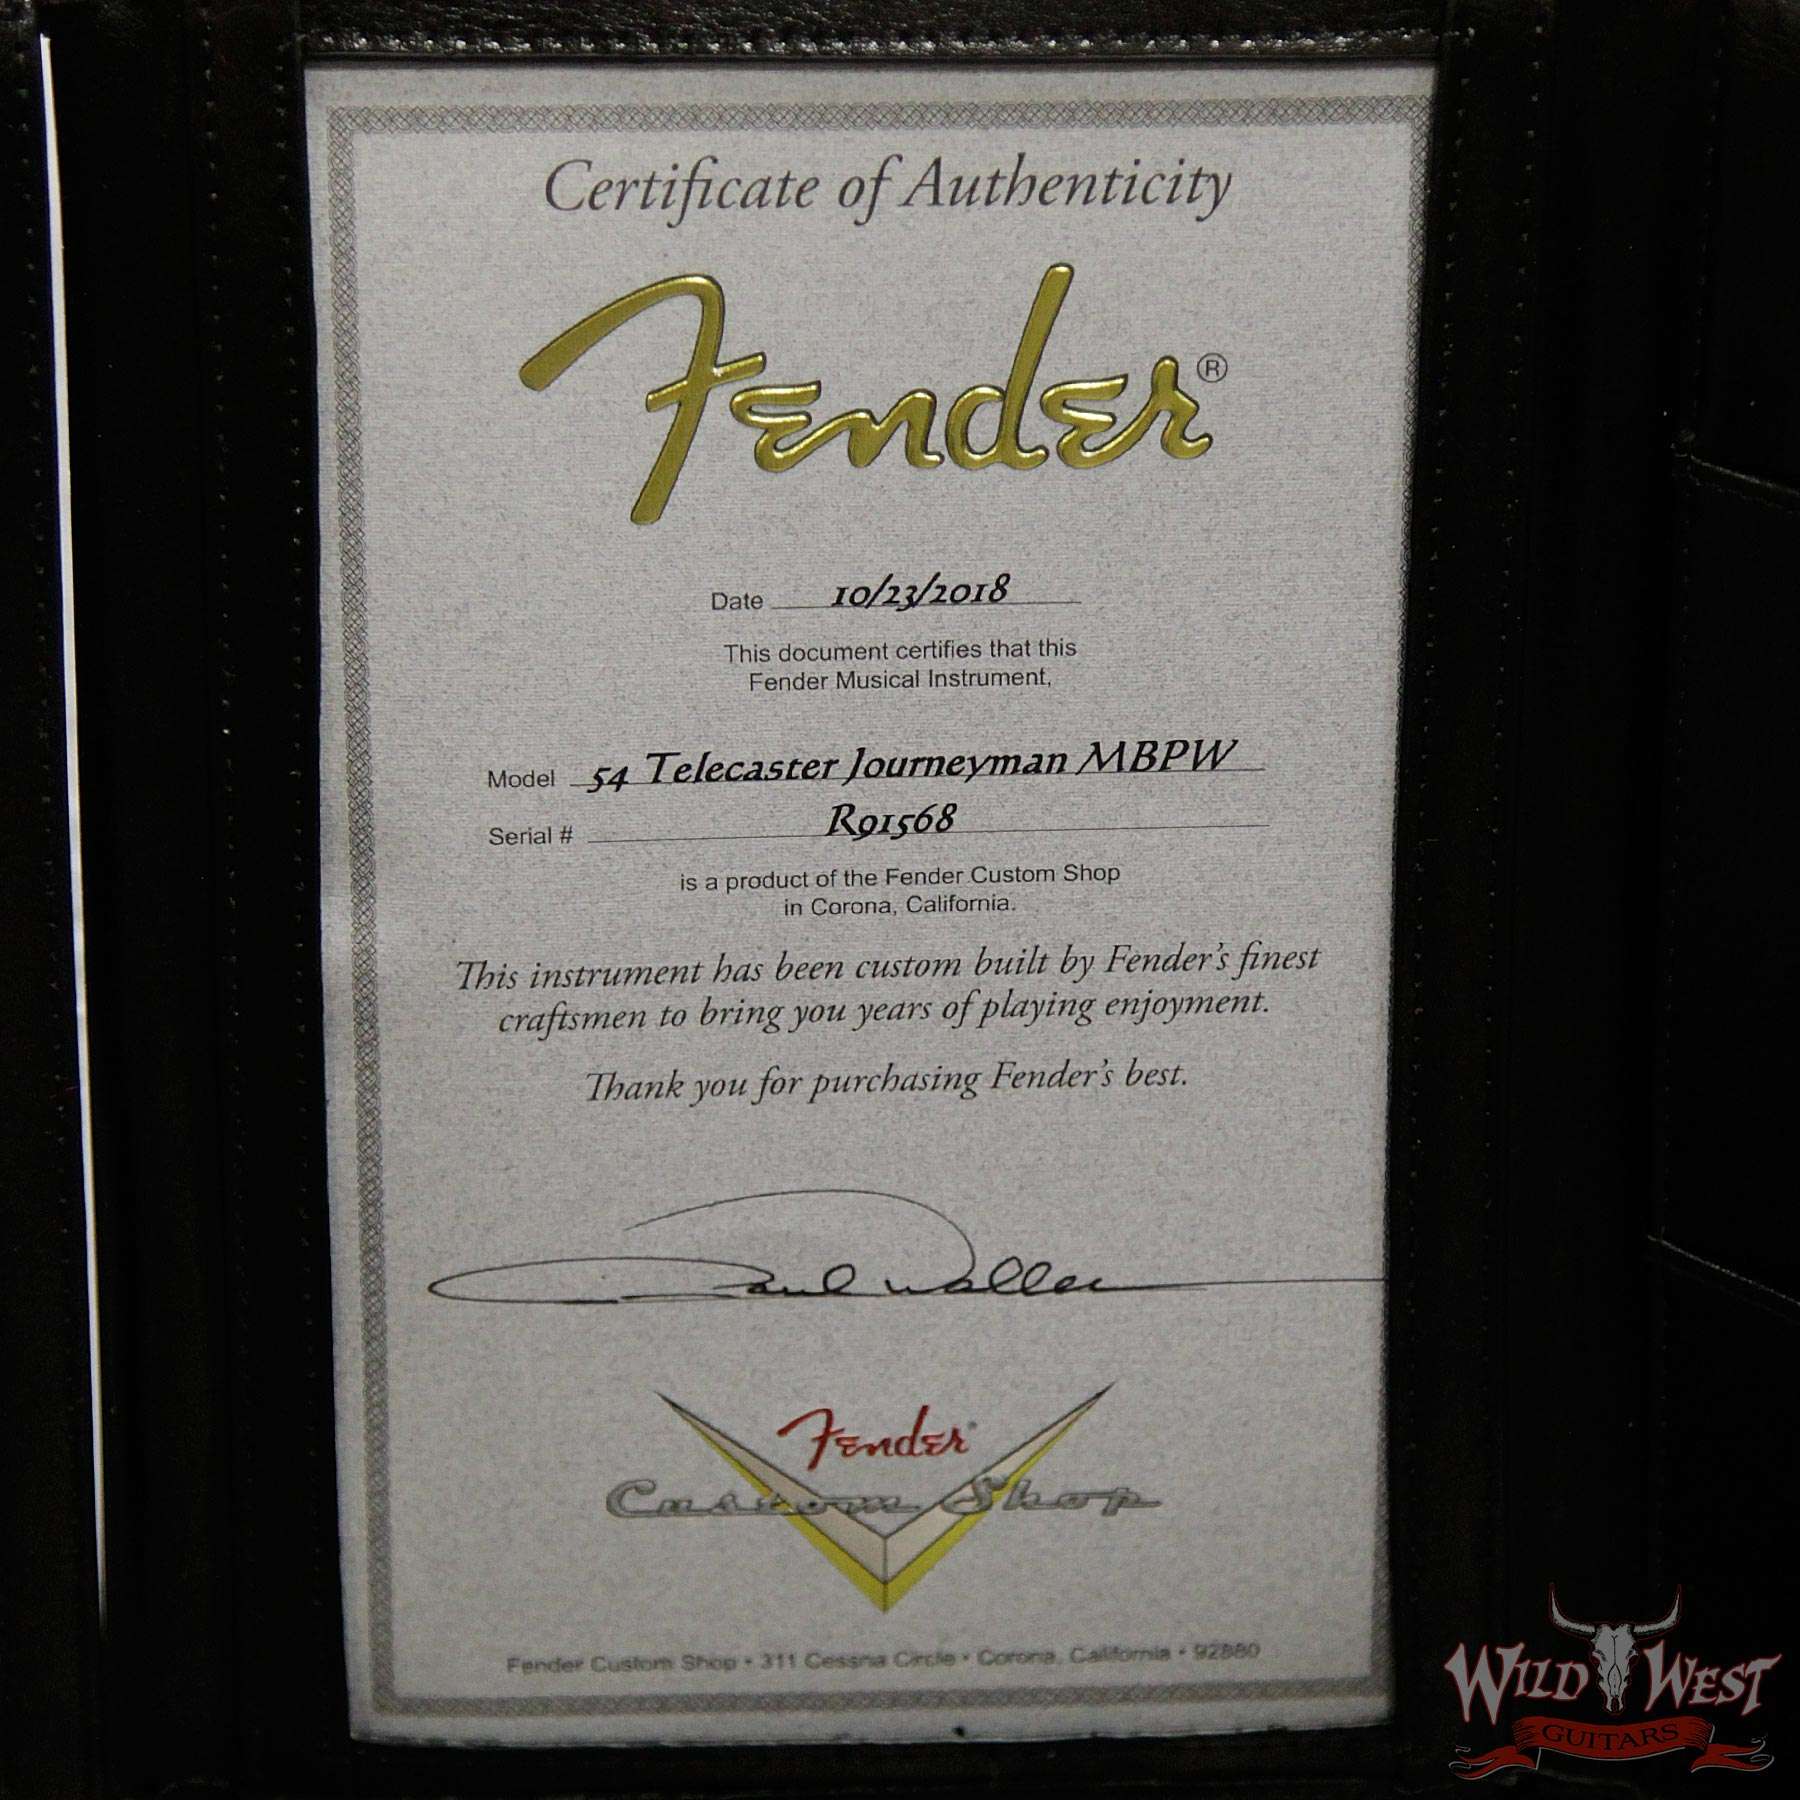 Certificate of Authenticity
Fender®
Date 10/23/2018
This document certifies that this
Fender Musical Instrument,
Model 54 Telecaster Journeyman MBPW
Serial # R91568
is a product of the Fender Custom Shop
in Corona, California.
This instrument has been custom built by Fender's finest
craftsmen to bring you years of playing enjoyment.
Thank you for purchasing Fender's best.
Paul Waller
Fender
Custom Shop
Fender Custom Shop • 311 Cessna Circle • Corona, California • 92880
WILD WEST
GUITARS